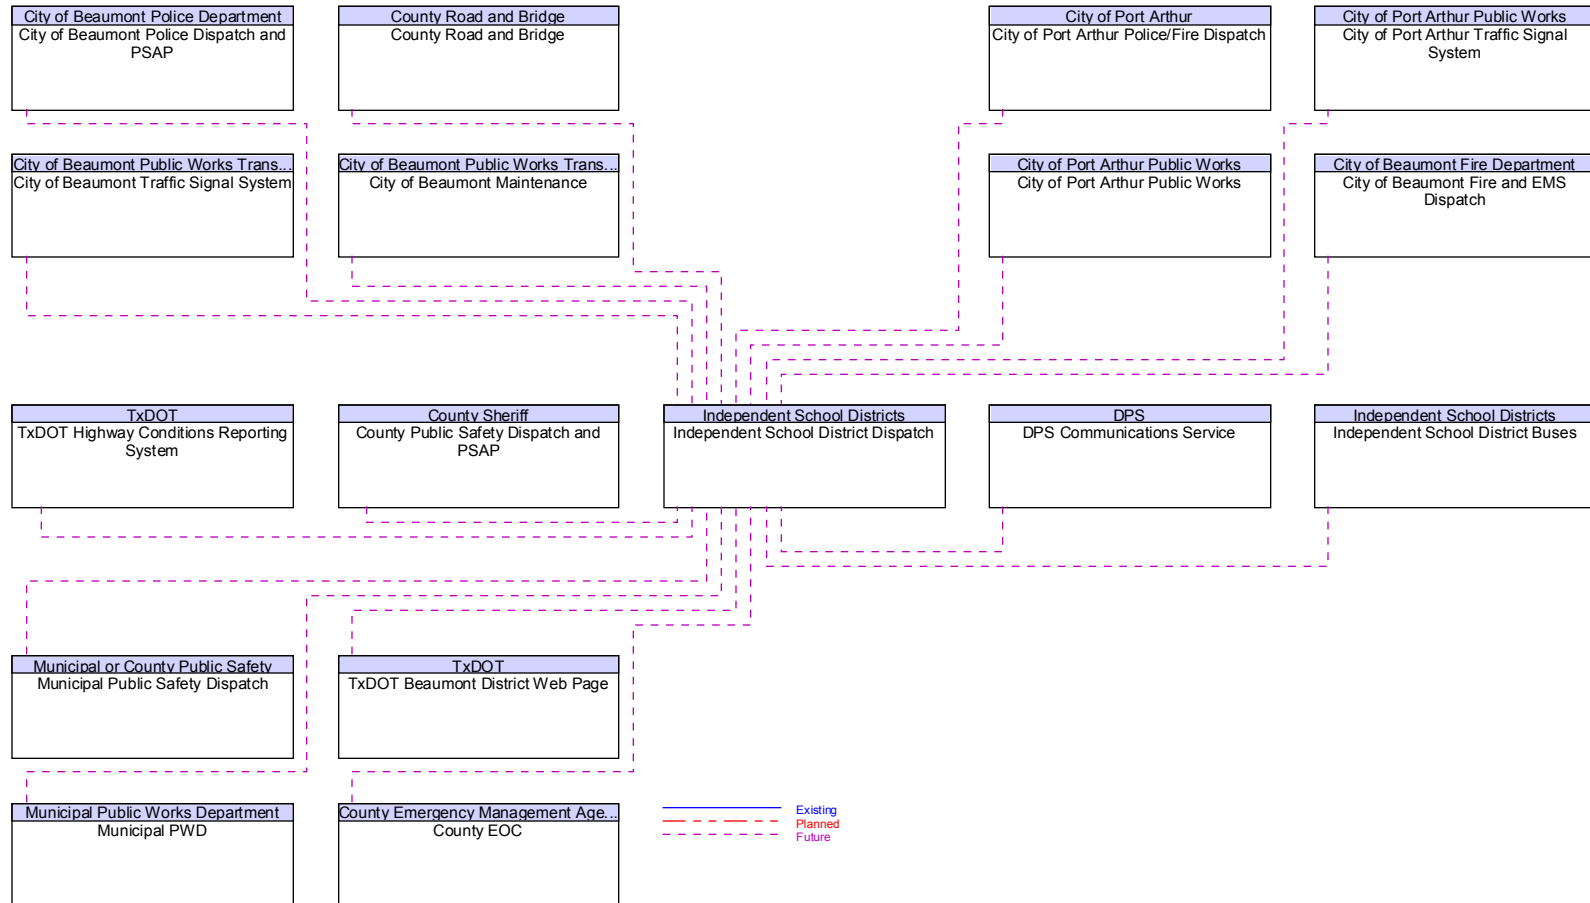 City of Beaumont Police Department
City of Beaumont Police Dispatch and
PSAP
County Road and Bridge
County Road and Bridge
City of Port Arthur
City of Port Arthur Police/Fire Dispatch
City of Port Arthur Public Works
City of Port Arthur Traffic Signal
System
City of Beaumont Public Works Trans...
City of Beaumont Traffic Signal System
City of Beaumont Public Works Trans...
City of Beaumont Maintenance
City of Port Arthur Public Works
City of Port Arthur Public Works
City of Beaumont Fire Department
City of Beaumont Fire and EMS
Dispatch
TxDOT
TxDOT Highway Conditions Reporting
System
County Sheriff
County Public Safety Dispatch and
PSAP
Independent School Districts
Independent School District Dispatch
DPS
DPS Communications Service
Independent School Districts
Independent School District Buses
Municipal or County Public Safety
Municipal Public Safety Dispatch
TxDOT
TxDOT Beaumont District Web Page
Municipal Public Works Department
Municipal PWD
County Emergency Management Age...
County EOC
Existing
Planned
Future